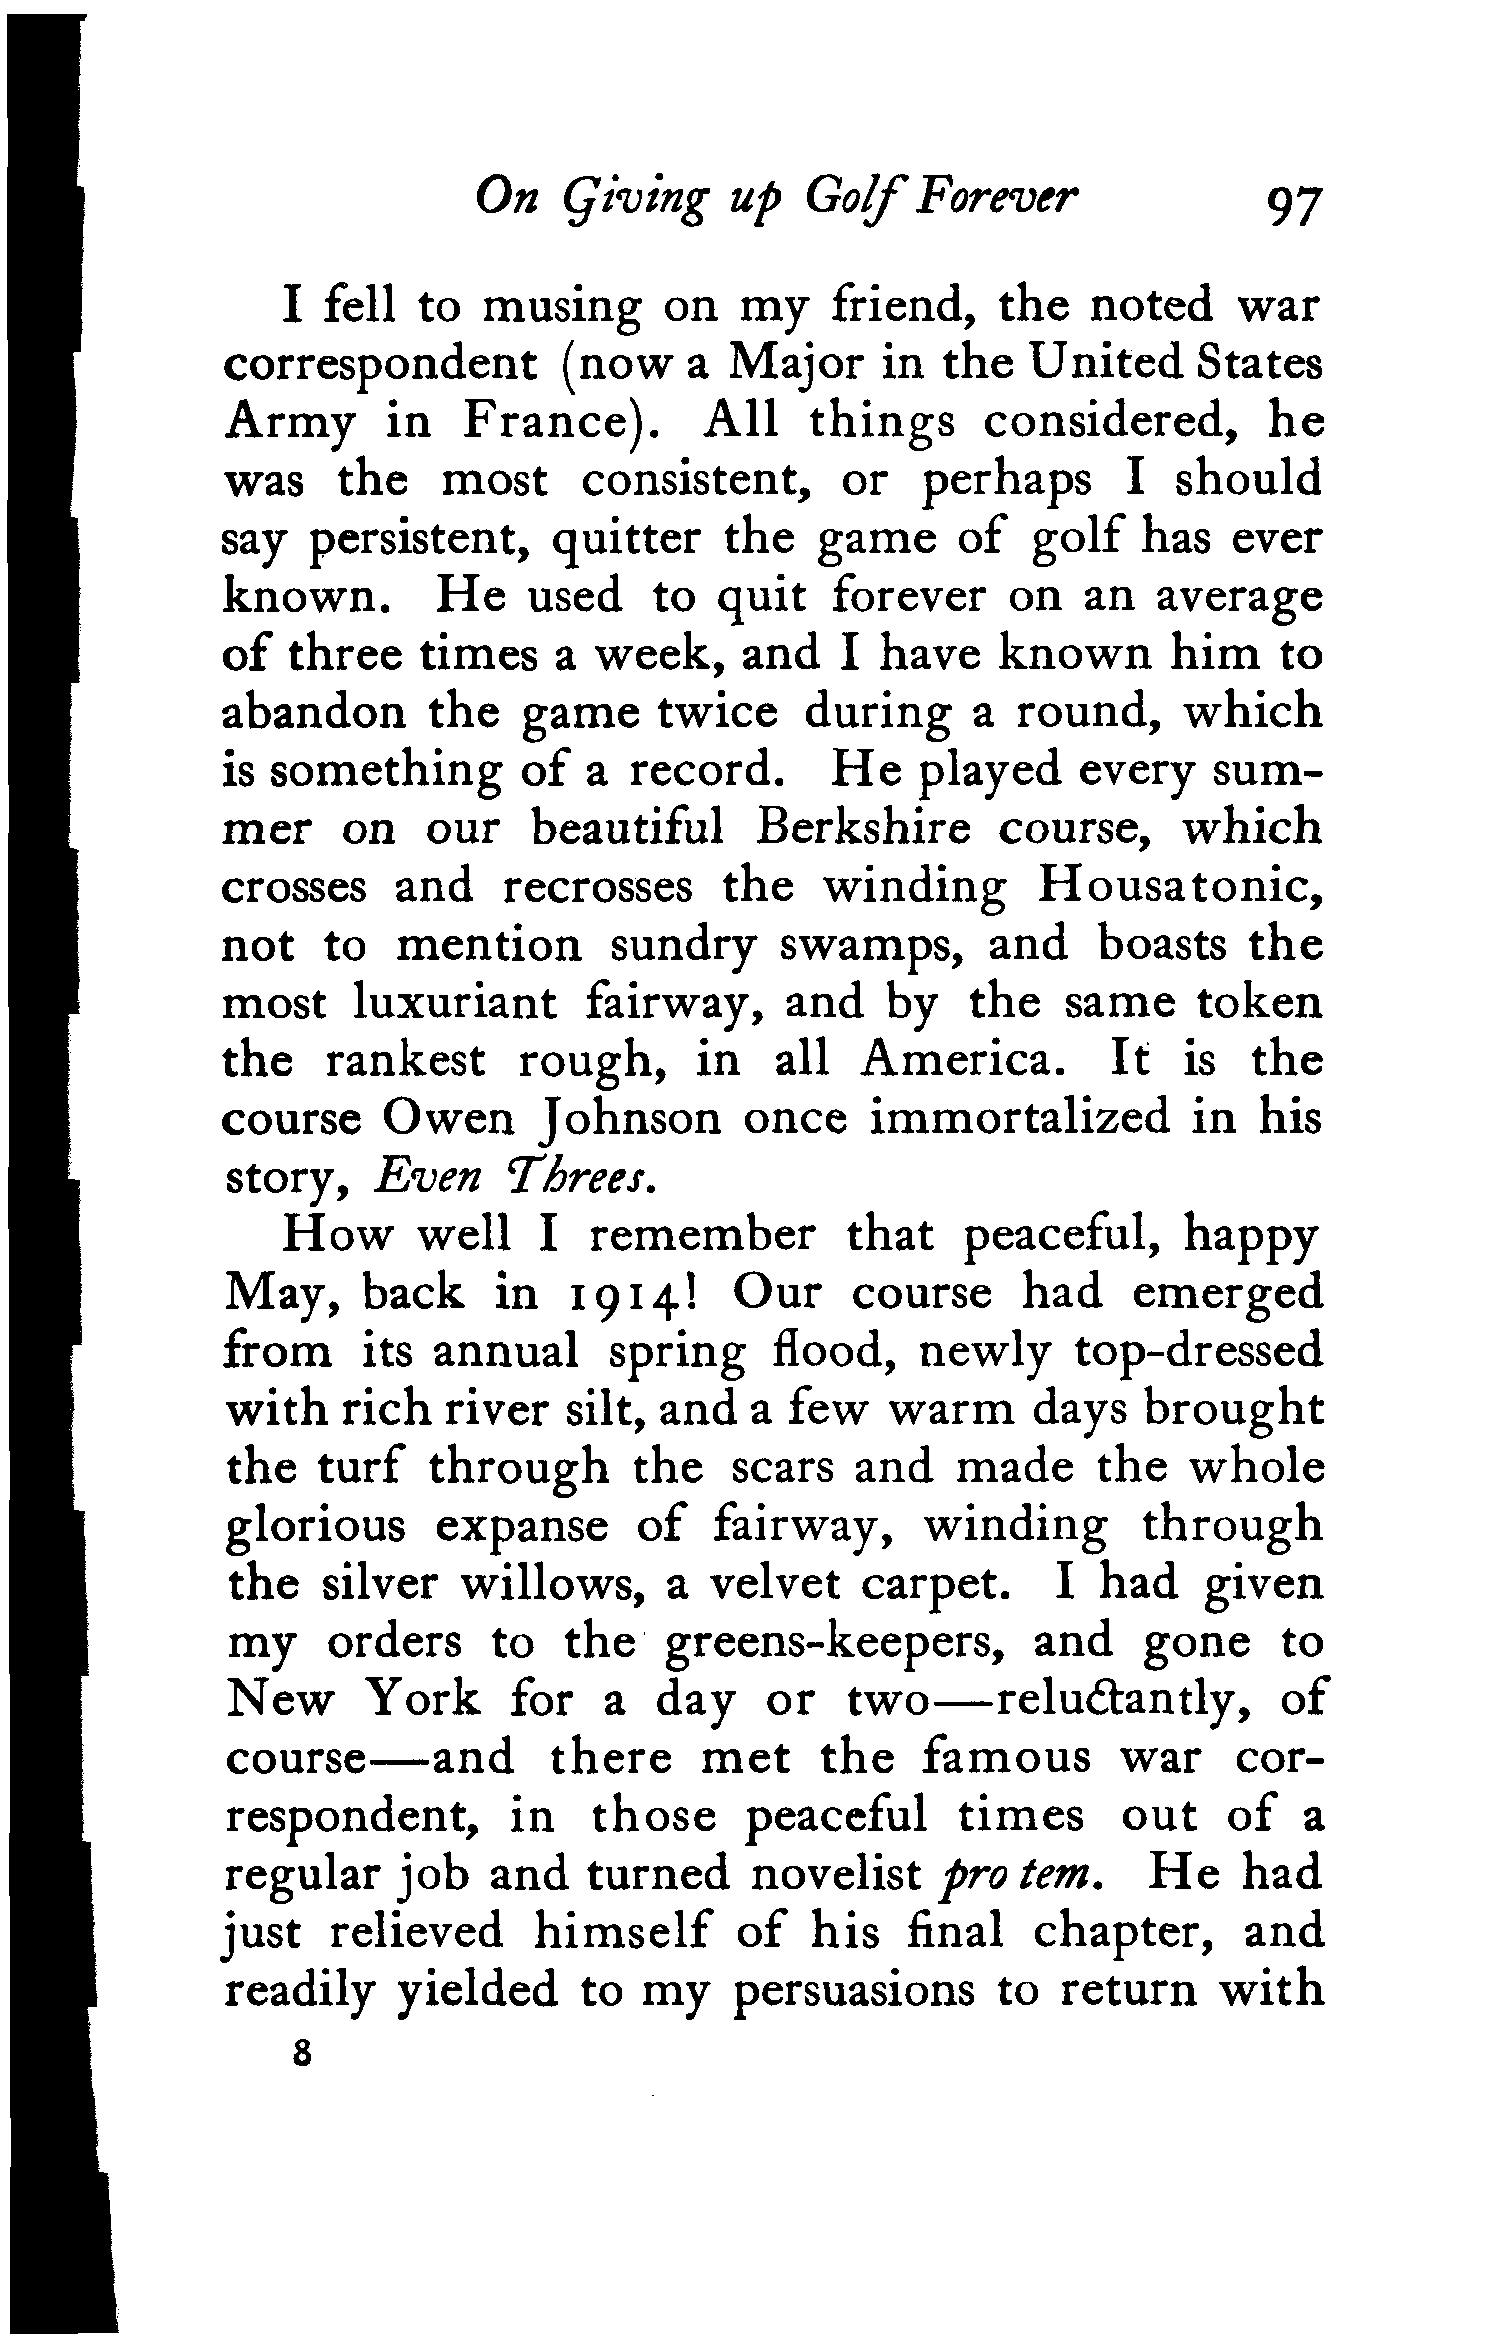 On Giving up Golf Forever 97
I fell to musing on my friend, the noted war
correspondent (now a Major in the United States
Army in France). All things considered, he
was the most consistent, or perhaps I should
say persistent, quitter the game of golf has ever
known. He used to quit forever on an average
of three times a week, and I have known him to
abandon the game twice during a round, which
is something of a record. He played every sum-
mer on our beautiful Berkshire course, which
crosses and recrosses the winding Housatonic,
not to mention sundry swamps, and boasts the
most luxuriant fairway, and by the same token
the rankest rough, in all America. It is the
course Owen Johnson once immortalized in his
story, Even Threes.
How well I remember that peaceful, happy
May, back in 1914! Our course had emerged
from its annual spring flood, newly top-dressed
with rich river silt, and a few warm days brought
the turf through the scars and made the whole
glorious expanse of fairway, winding through
the silver willows, a velvet carpet. I had given
my orders to the greens-keepers, and gone to
New York for a day or two—reluctantly, of
course—and there met the famous war cor-
respondent, in those peaceful times out of a
regular job and turned novelist pro tem. He had
just relieved himself of his final chapter, and
readily yielded to my persuasions to return with
8